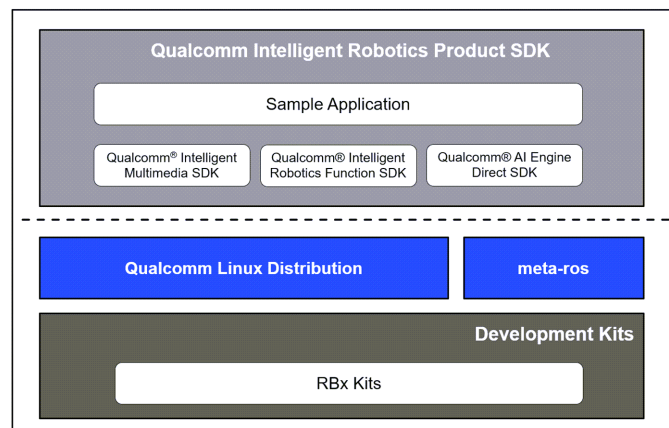 Qualcomm Intelligent Robotics Product SDK
Sample Application
Qualcomm® Intelligent
Multimedia SDK
Qualcomm® Intelligent
Robotics Function SDK
Qualcomm® AI Engine
Direct SDK
Qualcomm Linux Distribution
meta-ros
Development Kits
RBx Kits